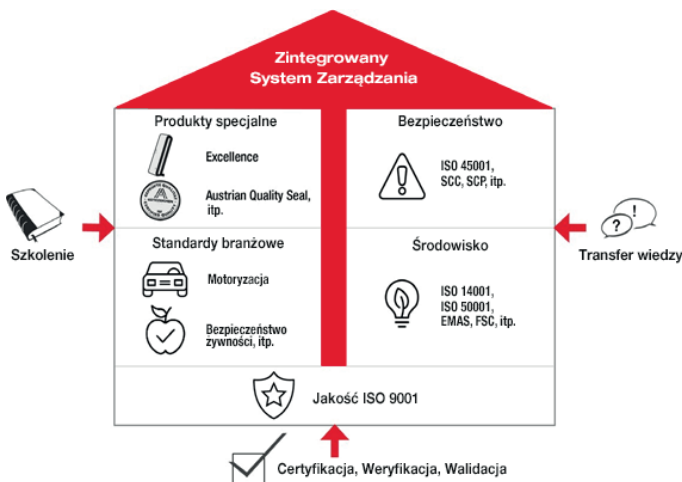 Zintegrowany
System Zarządzania
Produkty specjalne
Excellence
Austrian Quality Seal,
itp.
Bezpieczeństwo
ISO 45001,
SCC, SCP, itp.
Szkolenie
Transfer wiedzy
Standardy branżowe
Motoryzacja
Bezpieczeństwo
żywności, itp.
Środowisko
ISO 14001,
ISO 50001,
EMAS, FSC, itp.
Jakość ISO 9001
Certyfikacja, Weryfikacja, Walidacja